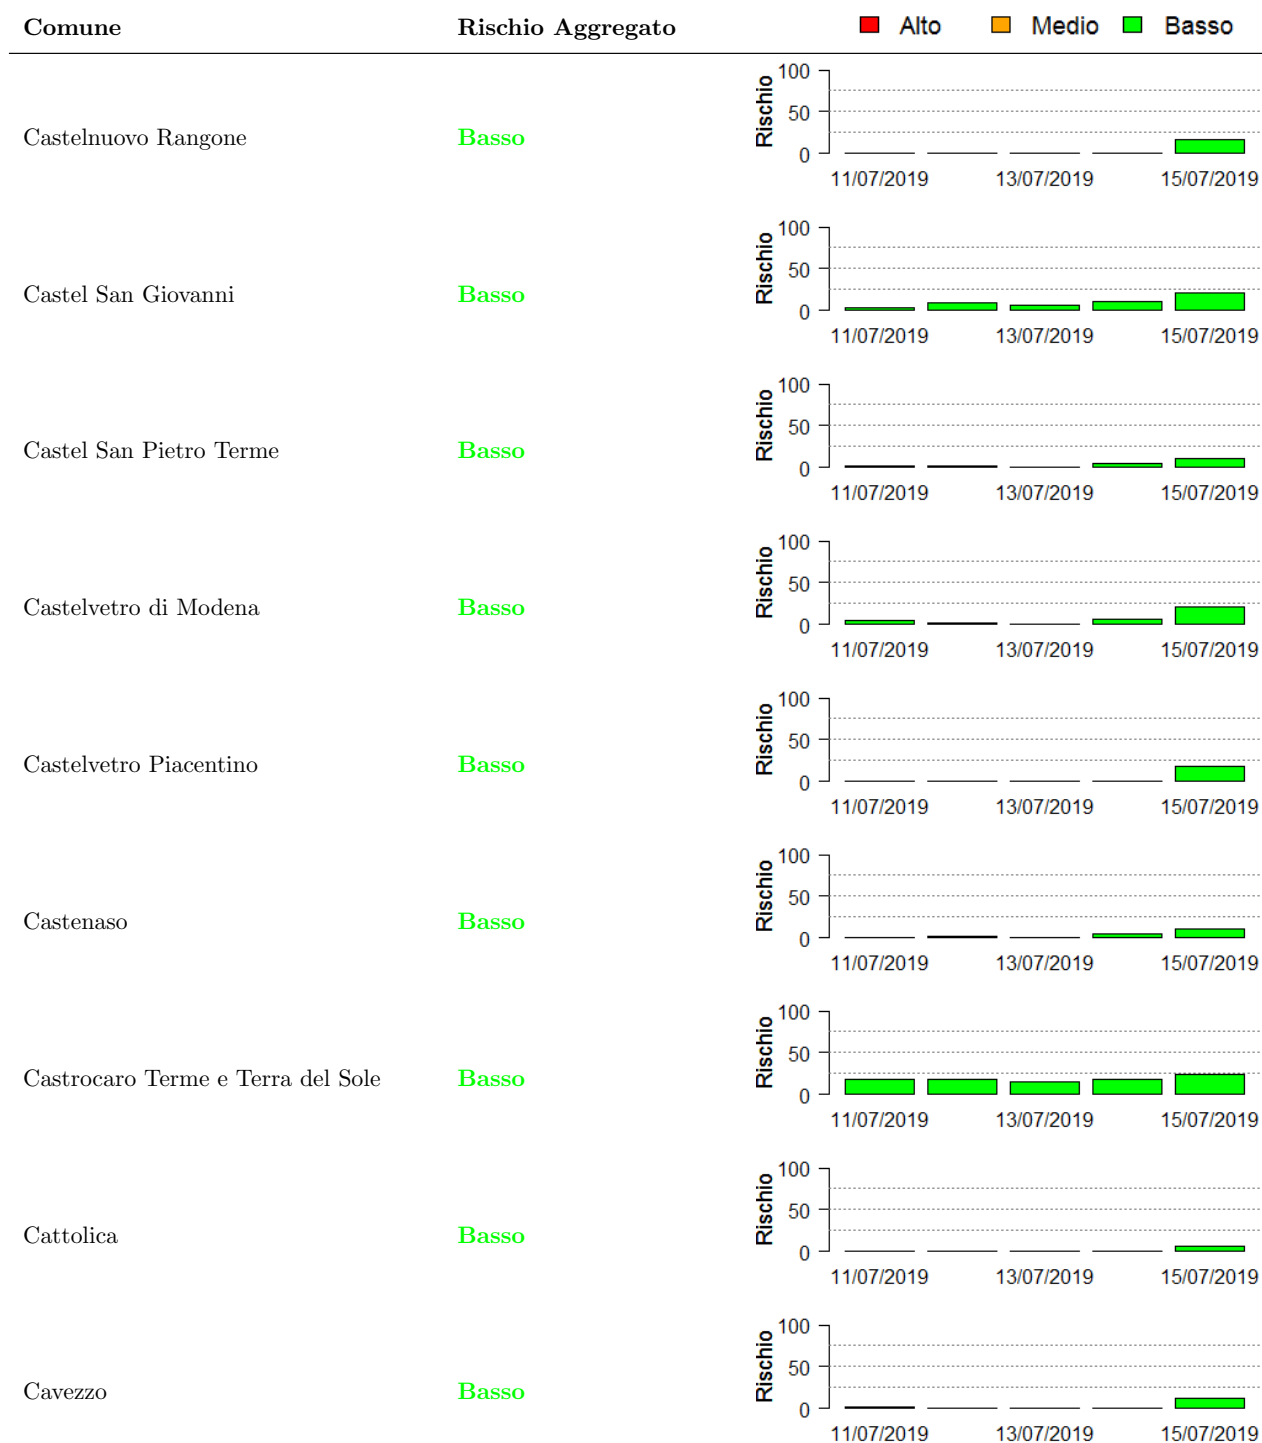 Comune Rischio Aggregato Alto Medio Basso
100
50
0
Rischio
Castelnuovo Rangone Basso
11/07/2019 13/07/2019 15/07/2019
100
50
0
Rischio
Castel San Giovanni Basso
11/07/2019 13/07/2019 15/07/2019
100
50
0
Rischio
Castel San Pietro Terme Basso
11/07/2019 13/07/2019 15/07/2019
100
50
0
Rischio
Castelvetro di Modena Basso
11/07/2019 13/07/2019 15/07/2019
100
50
0
Rischio
Castelvetro Piacentino Basso
11/07/2019 13/07/2019 15/07/2019
100
50
0
Rischio
Castenaso Basso
11/07/2019 13/07/2019 15/07/2019
100
50
0
Rischio
Castrocaro Terme e Terra del Sole Basso
11/07/2019 13/07/2019 15/07/2019
100
50
0
Rischio
Cattolica Basso
11/07/2019 13/07/2019 15/07/2019
100
50
0
Rischio
Cavezzo Basso
11/07/2019 13/07/2019 15/07/2019